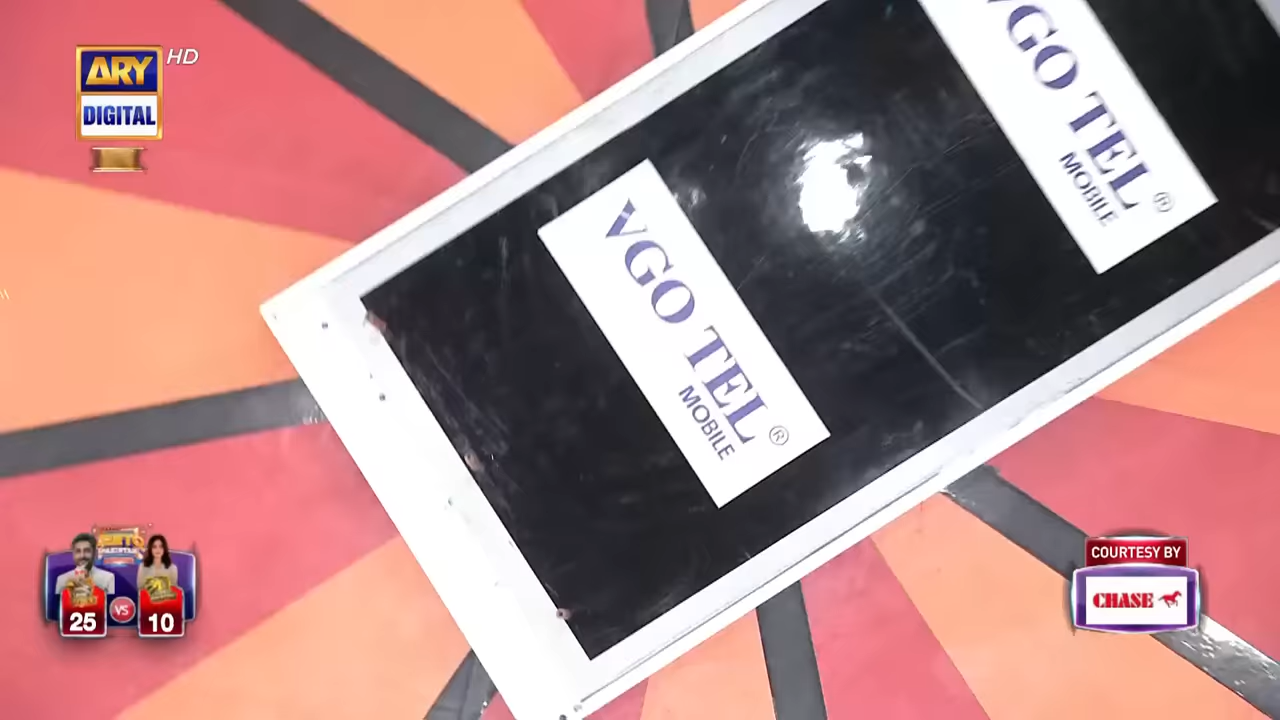 ARY
DIGITAL
HD
VGO TEL
MOBILE
®
VGO TEL
MOBILE
®
25
VS
10
COURTESY BY
CHASE